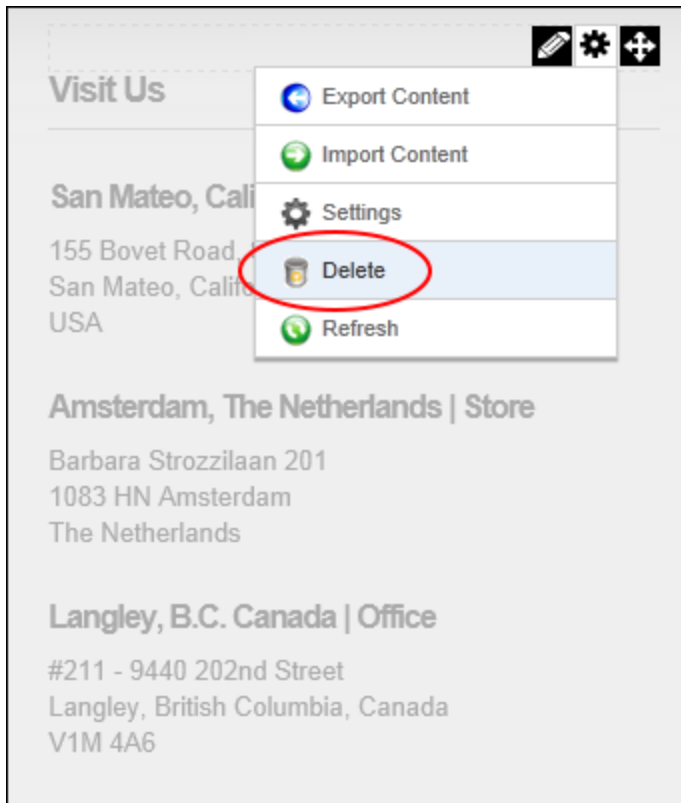 Visit Us
Export Content
Import Content
San Mateo, Cali
Settings
155 Bovet Road,
Delete
San Mateo, Califo
USA
Refresh
Amsterdam, The Netherlands | Store
Barbara Strozzilaan 201
1083 HN Amsterdam
The Netherlands
Langley, B.C. Canada | Office
#211 - 9440 202nd Street
Langley, British Columbia, Canada
V1M 4A6